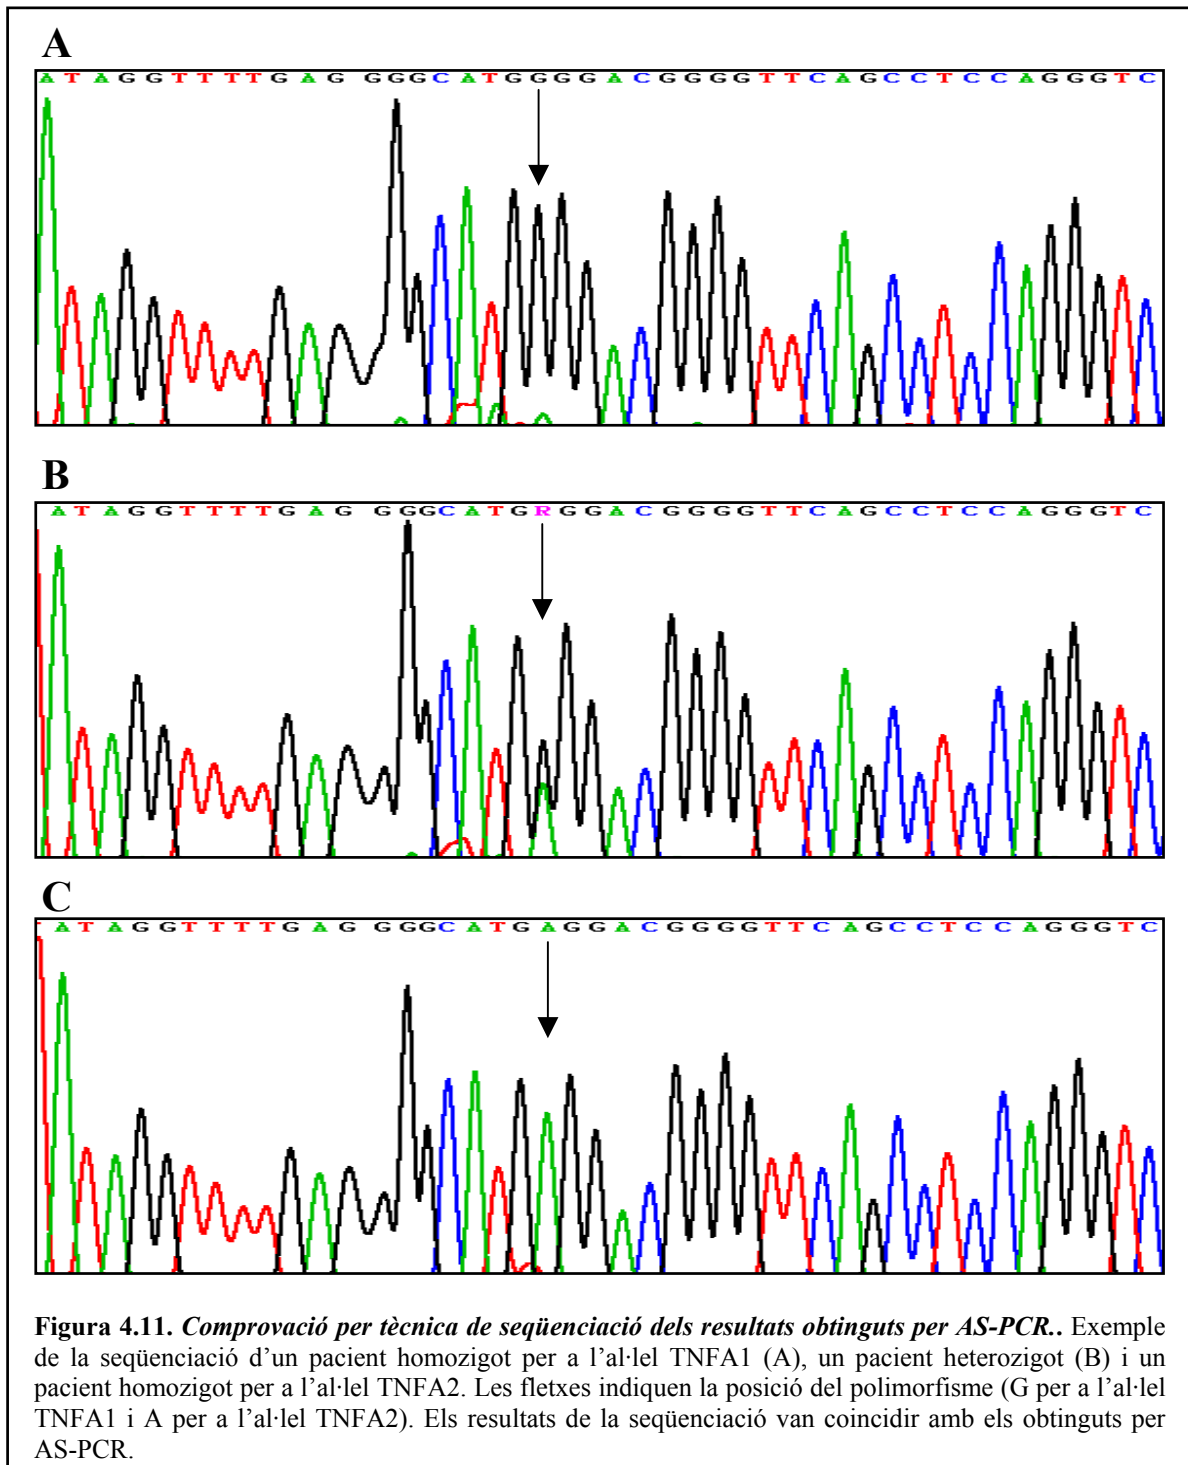 A
ATAGGTTTTGAG GGGCATGGGGACGGGGTTCAGCCTCCAGGGTC
B
ATAGGTTTTGAG GGGCATGRGGACGGGGTTCAGCCTCCAGGGTC
C
TATAGGTTTTGAG GGGCATGAGGACGGGGTTCAGCCTCCAGGGTC
Figura 4.11. Comprovació per tècnica de seqüenciació dels resultats obtinguts per AS-PCR.. Exemple
de la seqüenciació d'un pacient homozigot per a l'al·lel TNFA1 (A), un pacient heterozigot (B) i un
pacient homozigot per a l'al·lel TNFA2. Les fletxes indiquen la posició del polimorfisme (G per a l'al·lel
TNFA1 i A per a l'al·lel TNFA2). Els resultats de la seqüenciació van coincidir amb els obtinguts per
AS-PCR.